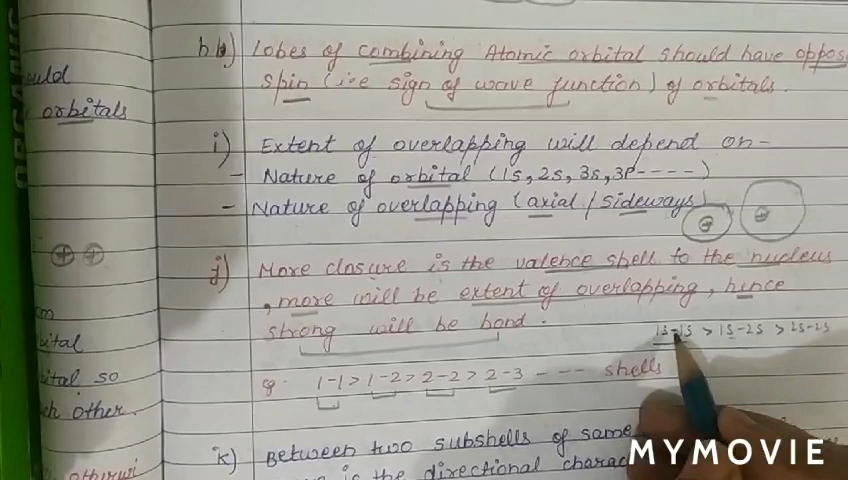 ORGANIC
ould
orbitals
h) Lobes of combining Atomic orbital should have oppos
spin (i.e sign of wave function) of orbitals.
i) Extent of overlapping will depend on-
- Nature of orbital (1s, 2s, 3s, 3p----)
- Nature of overlapping (axial / sideways)
⊕ ⊕
⊕ ⊕
j) More closure is the valence shell to the nucleus
, more will be extent of overlapping, hence
strong will be bond.
1s-1s > 1s-2s > 2s-2s
eg. 1-1 > 1-2 > 2-2 > 2-3 ---- shells
bital
bital so
ch other.
k) Between two subshells of same
is the directional charac
otherwi
MYMOVIE